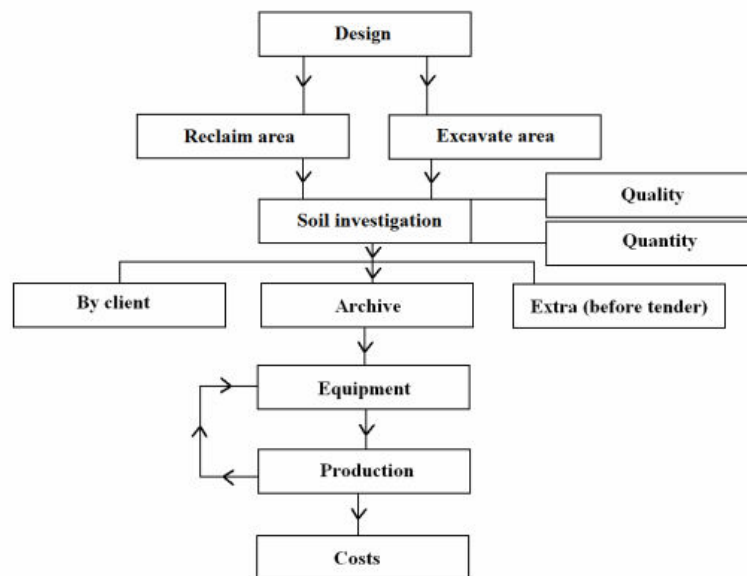 Design
Reclaim area
Excavate area
Quality
Soil investigation
Quantity
By client
Archive
Extra (before tender)
Equipment
Production
Costs